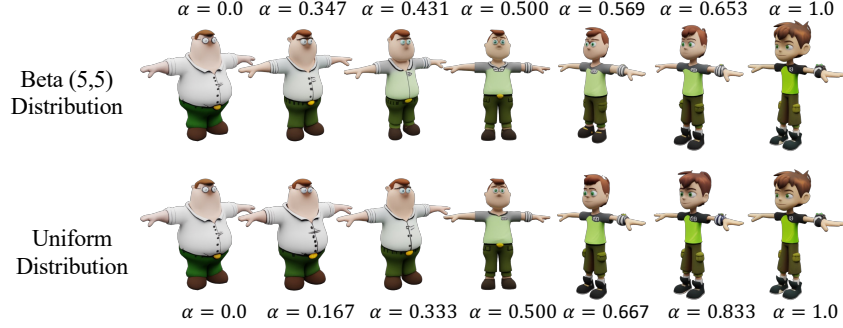 α = 0.0 α = 0.347 α = 0.431 α = 0.500 α = 0.569 α = 0.653 α = 1.0
Beta (5,5)
Distribution
Uniform
Distribution
α = 0.0 α = 0.167 α = 0.333 α = 0.500 α = 0.667 α = 0.833 α = 1.0